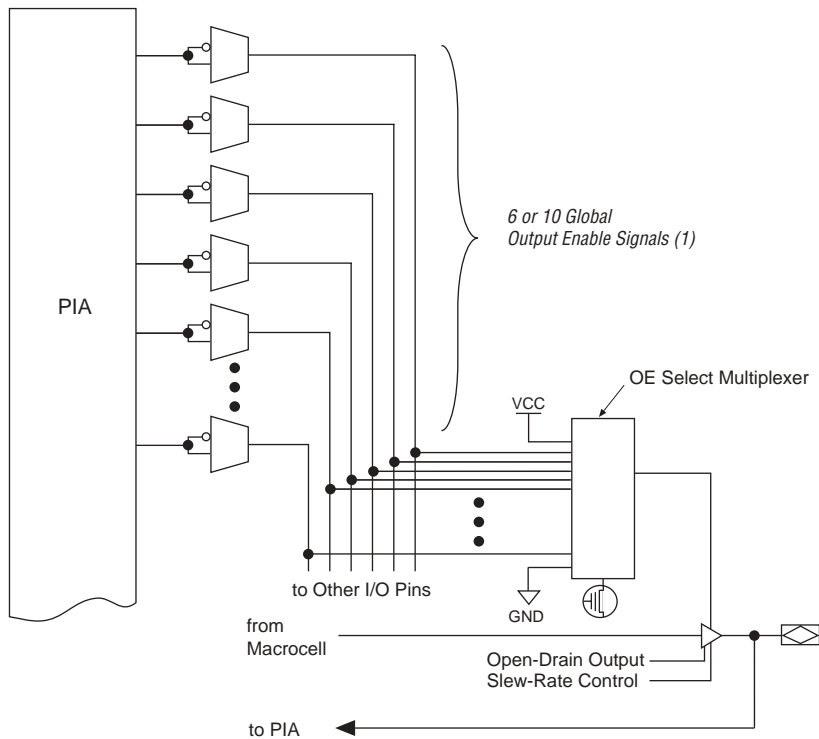 PIA
6 or 10 Global
Output Enable Signals (1)
OE Select Multiplexer
VCC
to Other I/O Pins
GND
from
Macrocell
Open-Drain Output
Slew-Rate Control
to PIA